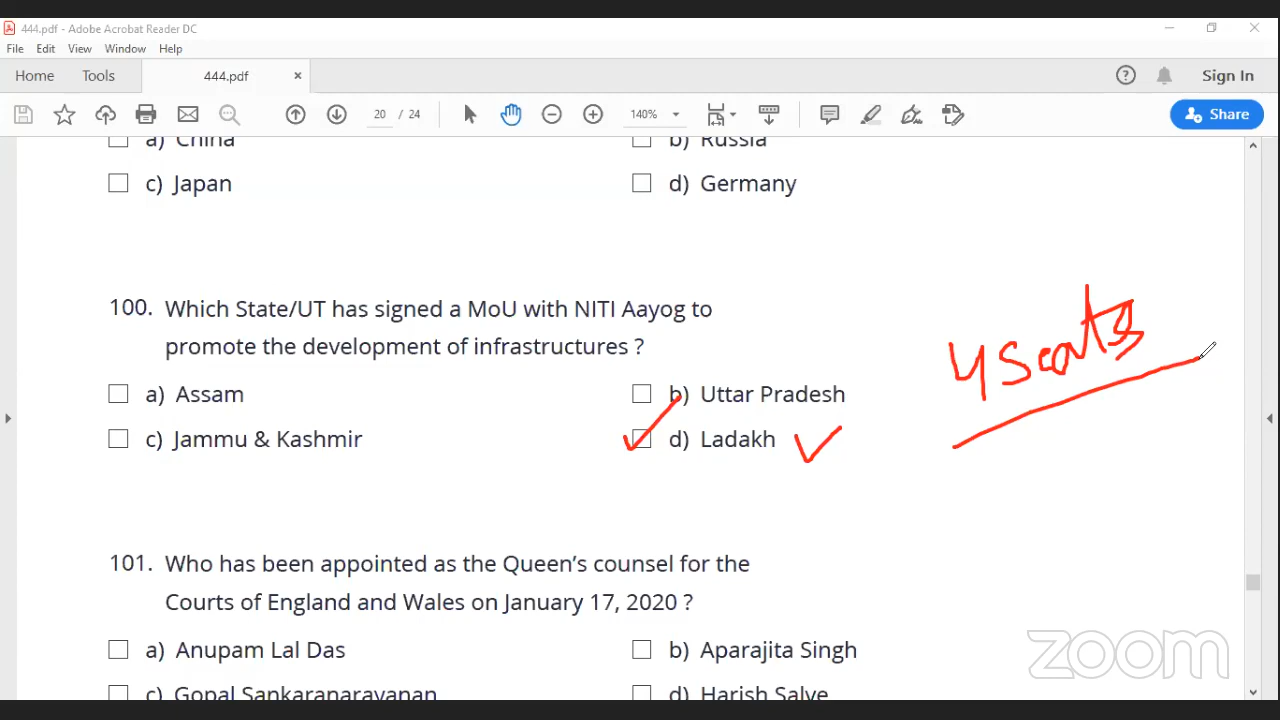 444.pdf - Adobe Acrobat Reader DC
File Edit View Window Help
Home Tools 444.pdf × Sign In
20 / 24 140% Share
a) China b) Russia
c) Japan d) Germany
100. Which State/UT has signed a MoU with NITI Aayog to
promote the development of infrastructures ?
a) Assam b) Uttar Pradesh
c) Jammu & Kashmir d) Ladakh
4 Seats
101. Who has been appointed as the Queen's counsel for the
Courts of England and Wales on January 17, 2020 ?
a) Anupam Lal Das b) Aparajita Singh
c) Gopal Sankaranarayanan d) Harish Salve
zoom